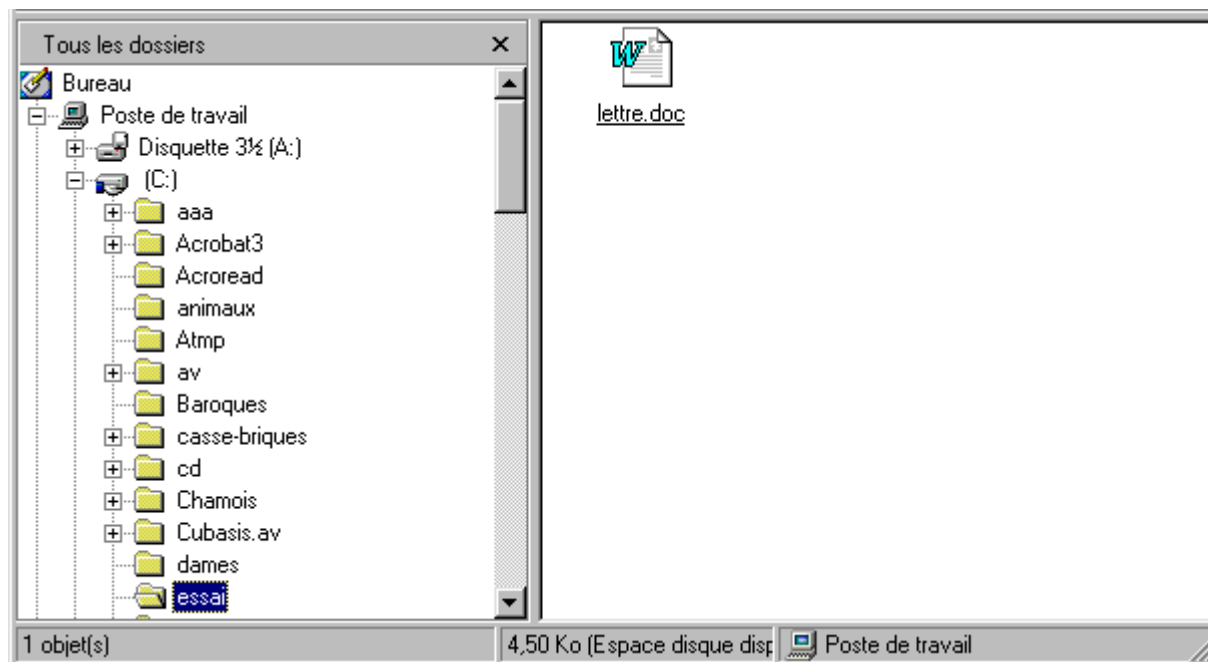 Tous les dossiers
Bureau
Poste de travail
Disquette 3½ (A:)
(C:)
aaa
Acrobat3
Acroread
animaux
Atmp
av
Baroques
casse-briques
cd
Chamois
Cubasis.av
dames
essai
lettre.doc
1 objet(s)
4,50 Ko (Espace disque disp
Poste de travail